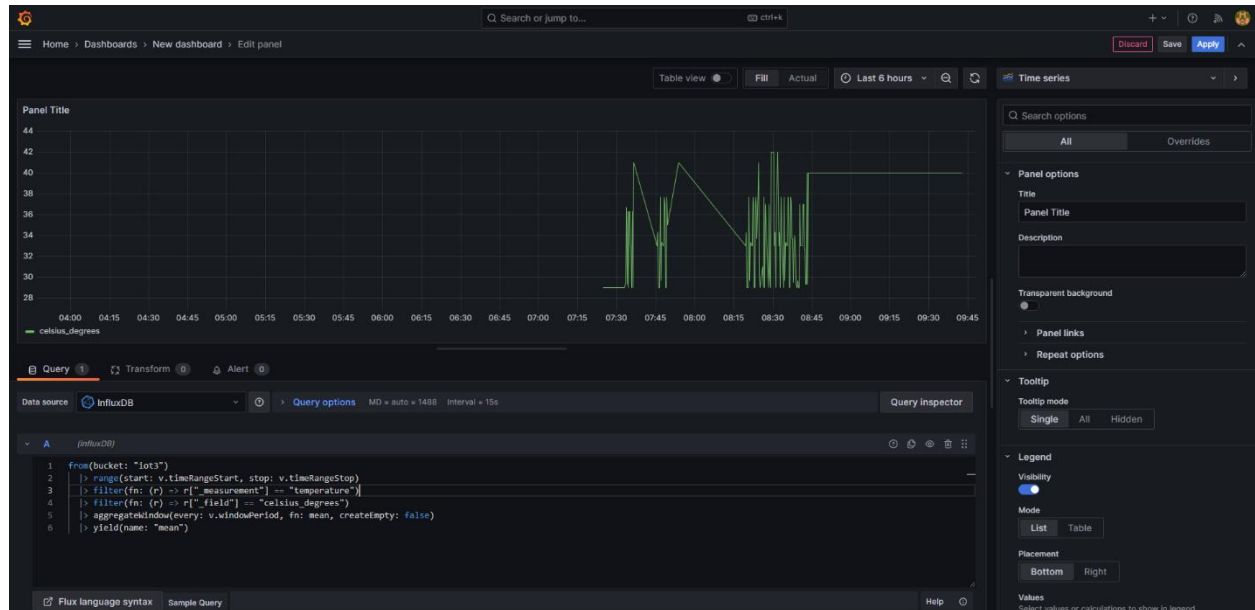 Search or jump to...
ctrl+k
Home > Dashboards > New dashboard > Edit panel
Discard Save Apply
Table view Fill Actual Last 6 hours
Time series
Panel Title
44
42
40
38
36
34
32
30
28
04:00 04:15 04:30 04:45 05:00 05:15 05:30 05:45 06:00 06:15 06:30 06:45 07:00 07:15 07:30 07:45 08:00 08:15 08:30 08:45 09:00 09:15 09:30 09:45
celsius_degrees
Query 1 Transform 0 Alert 0
Data source InfluxDB > Query options MD = auto = 1488 Interval = 15s Query inspector
A (InfluxDB)
1 from(bucket: "iot3")
2 |> range(start: v.timeRangeStart, stop: v.timeRangeStop)
3 |> filter(fn: (r) => r["_measurement"] == "temperature")
4 |> filter(fn: (r) => r["_field"] == "celsius_degrees")
5 |> aggregateWindow(every: v.windowPeriod, fn: mean, createEmpty: false)
6 |> yield(name: "mean")
Flux language syntax Sample Query Help
Search options
All Overrides
Panel options
Title
Panel Title
Description
Transparent background
> Panel links
> Repeat options
Tooltip
Tooltip mode
Single All Hidden
Legend
Visibility
Mode
List Table
Placement
Bottom Right
Values
Select values or calculations to show in legend